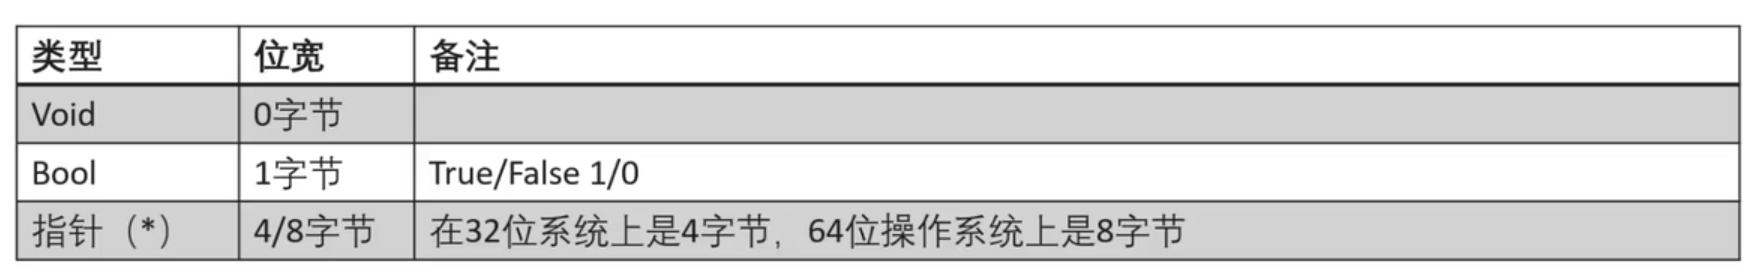 类型 位宽 备注
Void 0字节
Bool 1字节 True/False 1/0
指针（*） 4/8字节 在32位系统上是4字节，64位操作系统上是8字节